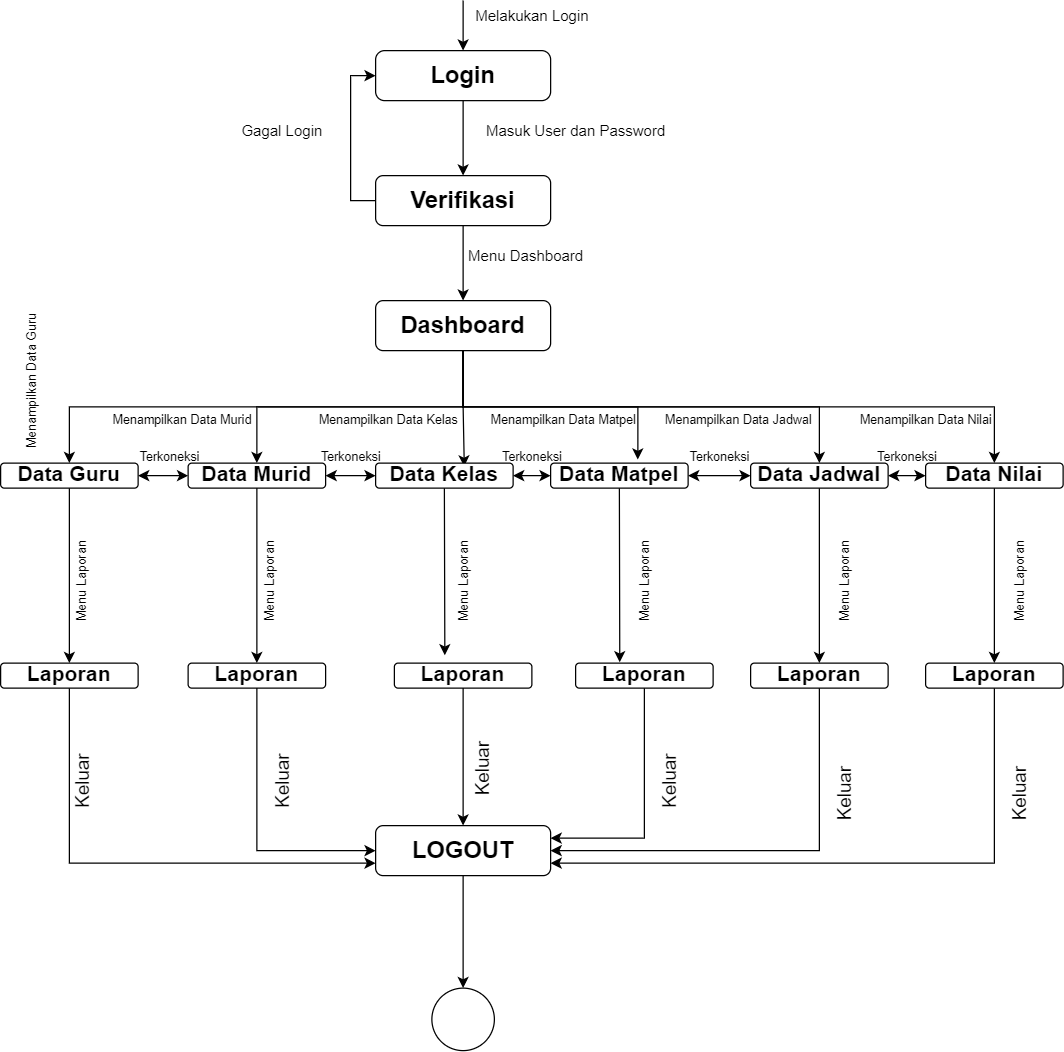 Melakukan Login
Login
Gagal Login
Masuk User dan Password
Verifikasi
Menu Dashboard
Dashboard
Menampilkan Data Guru
Menampilkan Data Murid
Menampilkan Data Kelas
Menampilkan Data Matpel
Menampilkan Data Jadwal
Menampilkan Data Nilai
Terkoneksi
Terkoneksi
Terkoneksi
Terkoneksi
Terkoneksi
Data Guru
Data Murid
Data Kelas
Data Matpel
Data Jadwal
Data Nilai
Menu Laporan
Menu Laporan
Menu Laporan
Menu Laporan
Menu Laporan
Menu Laporan
Laporan
Laporan
Laporan
Laporan
Laporan
Laporan
Keluar
Keluar
Keluar
Keluar
Keluar
Keluar
LOGOUT